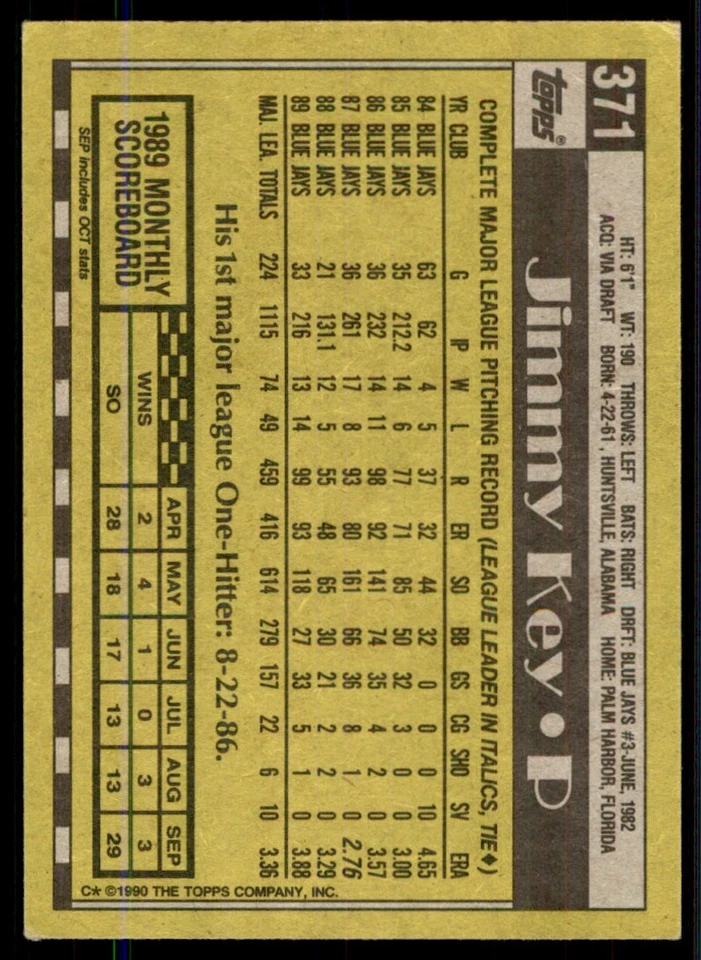 371
HT: 6'1" WT: 190 THROWS: LEFT BATS: RIGHT DRFT: BLUE JAYS #3-JUNE, 1982
ACQ: VIA DRAFT BORN: 4-22-61, HUNTSVILLE, ALABAMA HOME: PALM HARBOR, FLORIDA
TOPPS®
Jimmy Key • P
COMPLETE MAJOR LEAGUE PITCHING RECORD (LEAGUE LEADER IN ITALICS, TIE♦)
YR CLUB G IP W L R ER SO BB GS CG SHO SV ERA
84 BLUE JAYS 63 62 4 5 37 32 44 32 0 0 0 10 4.65
85 BLUE JAYS 35 212.2 14 6 77 71 85 50 32 3 0 0 3.00
86 BLUE JAYS 36 232 14 11 98 92 141 74 35 4 2 0 3.57
87 BLUE JAYS 36 261 17 8 93 80 161 66 36 8 1 0 2.76
88 BLUE JAYS 21 131.1 12 5 55 48 65 30 21 2 2 0 3.29
89 BLUE JAYS 33 216 13 14 99 93 118 27 33 5 1 0 3.88
MAJ. LEA. TOTALS 224 1115 74 49 459 416 614 279 157 22 6 10 3.36
His 1st major league One-Hitter: 8-22-86.
1989 MONTHLY
SCOREBOARD
APR MAY JUN JUL AUG SEP
WINS 2 4 1 0 3 3
SO 28 18 17 13 13 29
SEP includes OCT stats
C* ©1990 THE TOPPS COMPANY, INC.